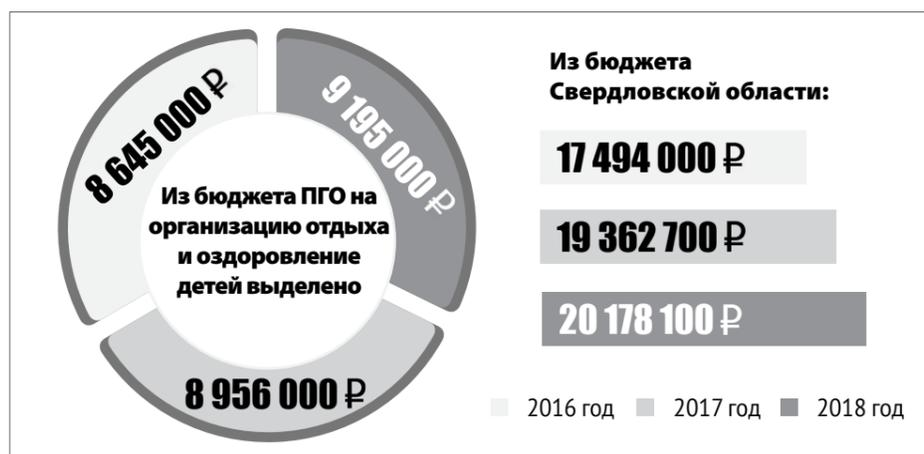 8 645 000 ₽
9 195 000 ₽
Из бюджета ПГО на
организацию отдыха
и оздоровление
детей выделено
8 956 000 ₽
Из бюджета
Свердловской области:
17 494 000 ₽
19 362 700 ₽
20 178 100 ₽
2016 год 2017 год 2018 год